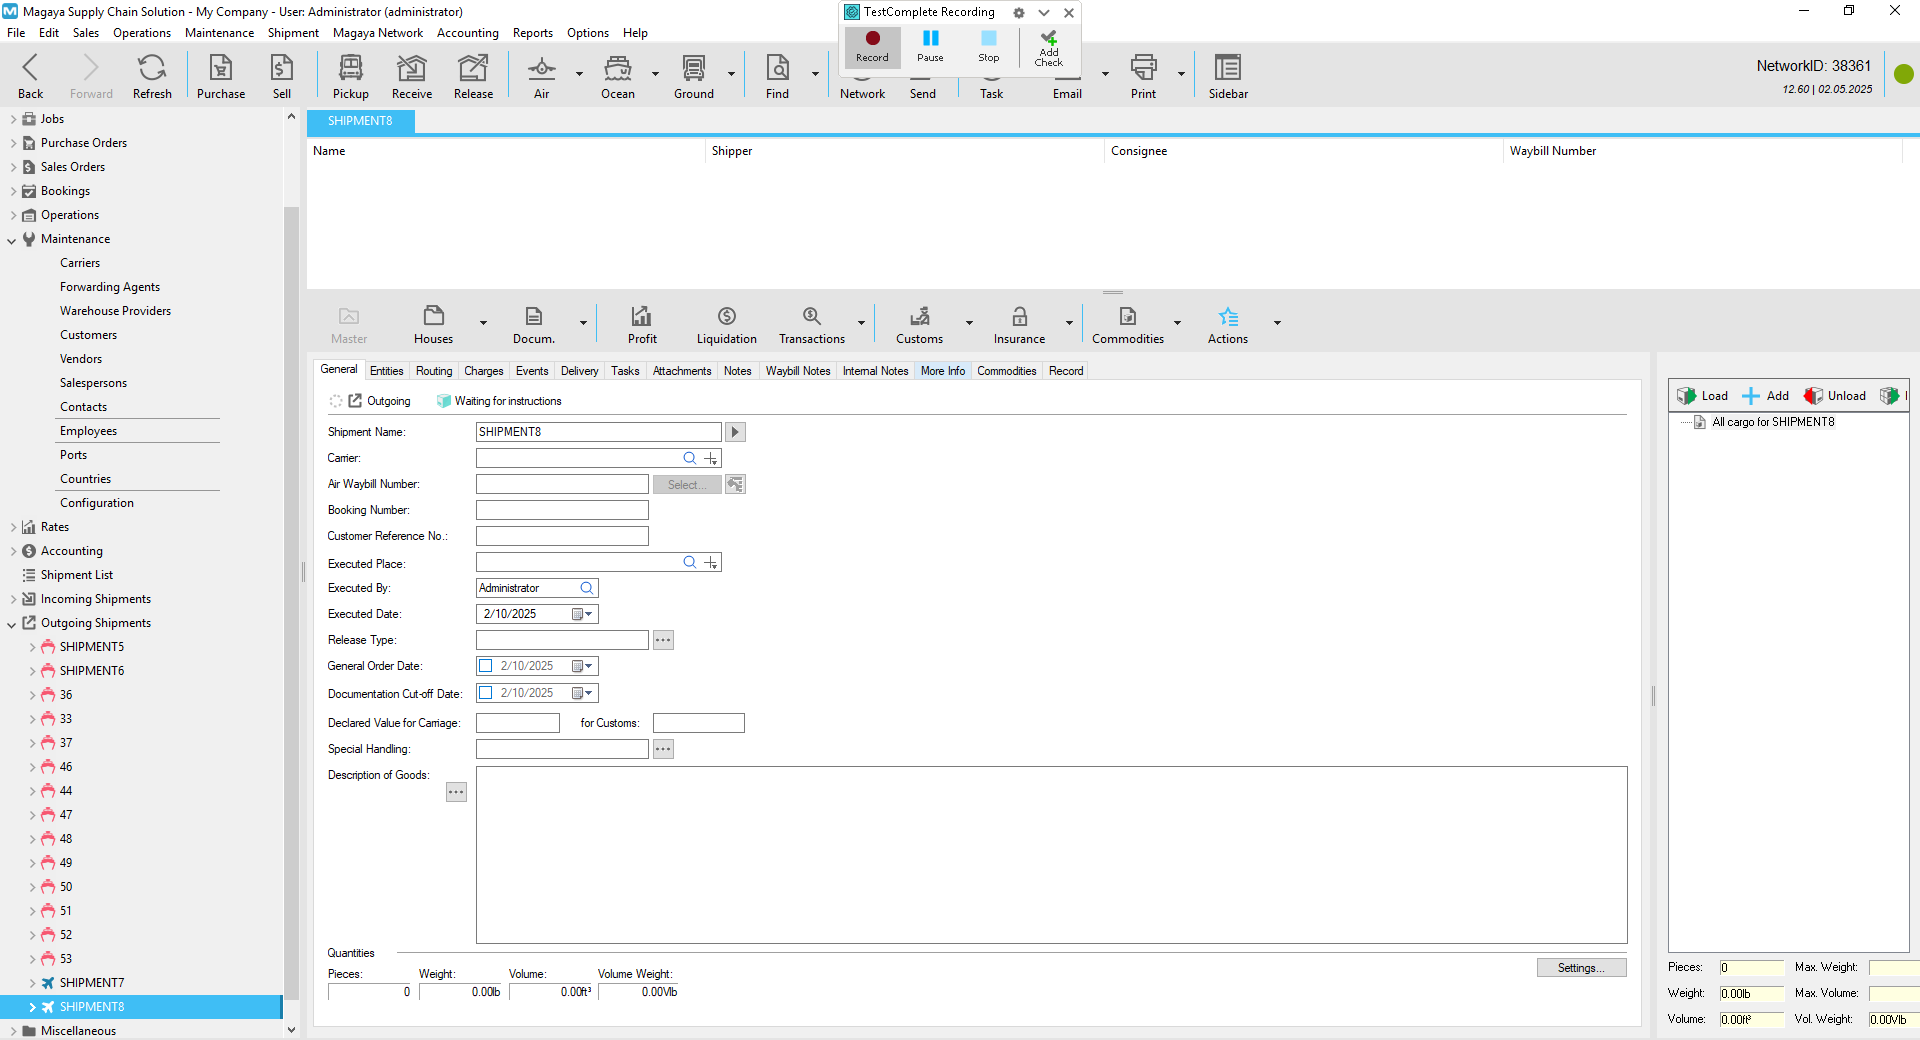 Magaya Supply Chain Solution - My Company - User: Administrator (administrator)
TestComplete Recording
File Edit Sales Operations Maintenance Shipment Magaya Network Accounting Reports Options Help
Record Pause Stop Add Check
Back Forward Refresh Purchase Sell Pickup Receive Release Air Ocean Ground Find Network Send Task Email Print Sidebar
NetworkID: 38361
12.60 | 02.05.2025
Jobs
Purchase Orders
Sales Orders
Bookings
Operations
Maintenance
Carriers
Forwarding Agents
Warehouse Providers
Customers
Vendors
Salespersons
Contacts
Employees
Ports
Countries
Configuration
Rates
Accounting
Shipment List
Incoming Shipments
Outgoing Shipments
SHIPMENT5
SHIPMENT6
36
33
37
46
44
47
48
49
50
51
52
53
SHIPMENT7
SHIPMENT8
Miscellaneous
SHIPMENT8
Name Shipper Consignee Waybill Number
Master Houses Docum. Profit Liquidation Transactions Customs Insurance Commodities Actions
General Entities Routing Charges Events Delivery Tasks Attachments Notes Waybill Notes Internal Notes More Info Commodities Record
Outgoing Waiting for instructions
Shipment Name: SHIPMENT8
Carrier:
Air Waybill Number: Select...
Booking Number:
Customer Reference No.:
Executed Place:
Executed By: Administrator
Executed Date: 2/10/2025
Release Type:
General Order Date: 2/10/2025
Documentation Cut-off Date: 2/10/2025
Declared Value for Carriage: for Customs:
Special Handling:
Description of Goods:
Quantities
Settings...
Pieces: Weight: Volume: Volume Weight:
0 0.00lb 0.00ft³ 0.00Vlb
Load Add Unload
All cargo for SHIPMENT8
Pieces: 0 Max. Weight:
Weight: 0.00lb Max. Volume:
Volume: 0.00ft³ Vol. Weight: 0.00Vlb